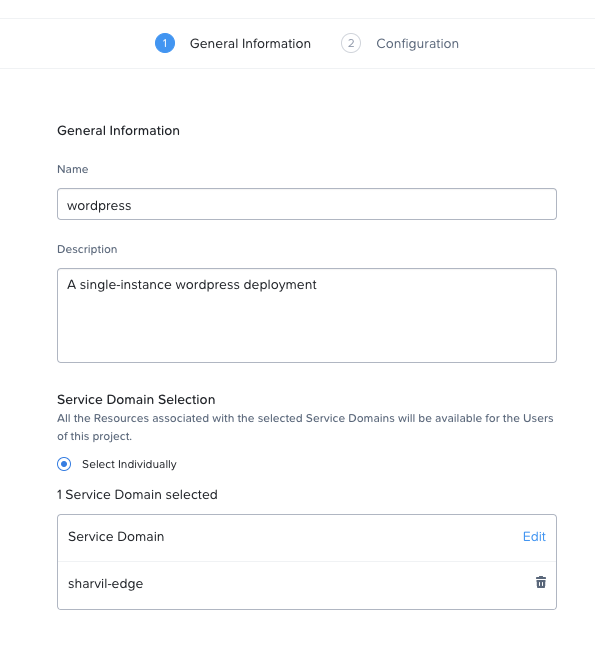 1 General Information 2 Configuration
General Information
Name
wordpress
Description
A single-instance wordpress deployment
Service Domain Selection
All the Resources associated with the selected Service Domains will be available for the Users
of this project.
Select Individually
1 Service Domain selected
Service Domain Edit
sharvil-edge